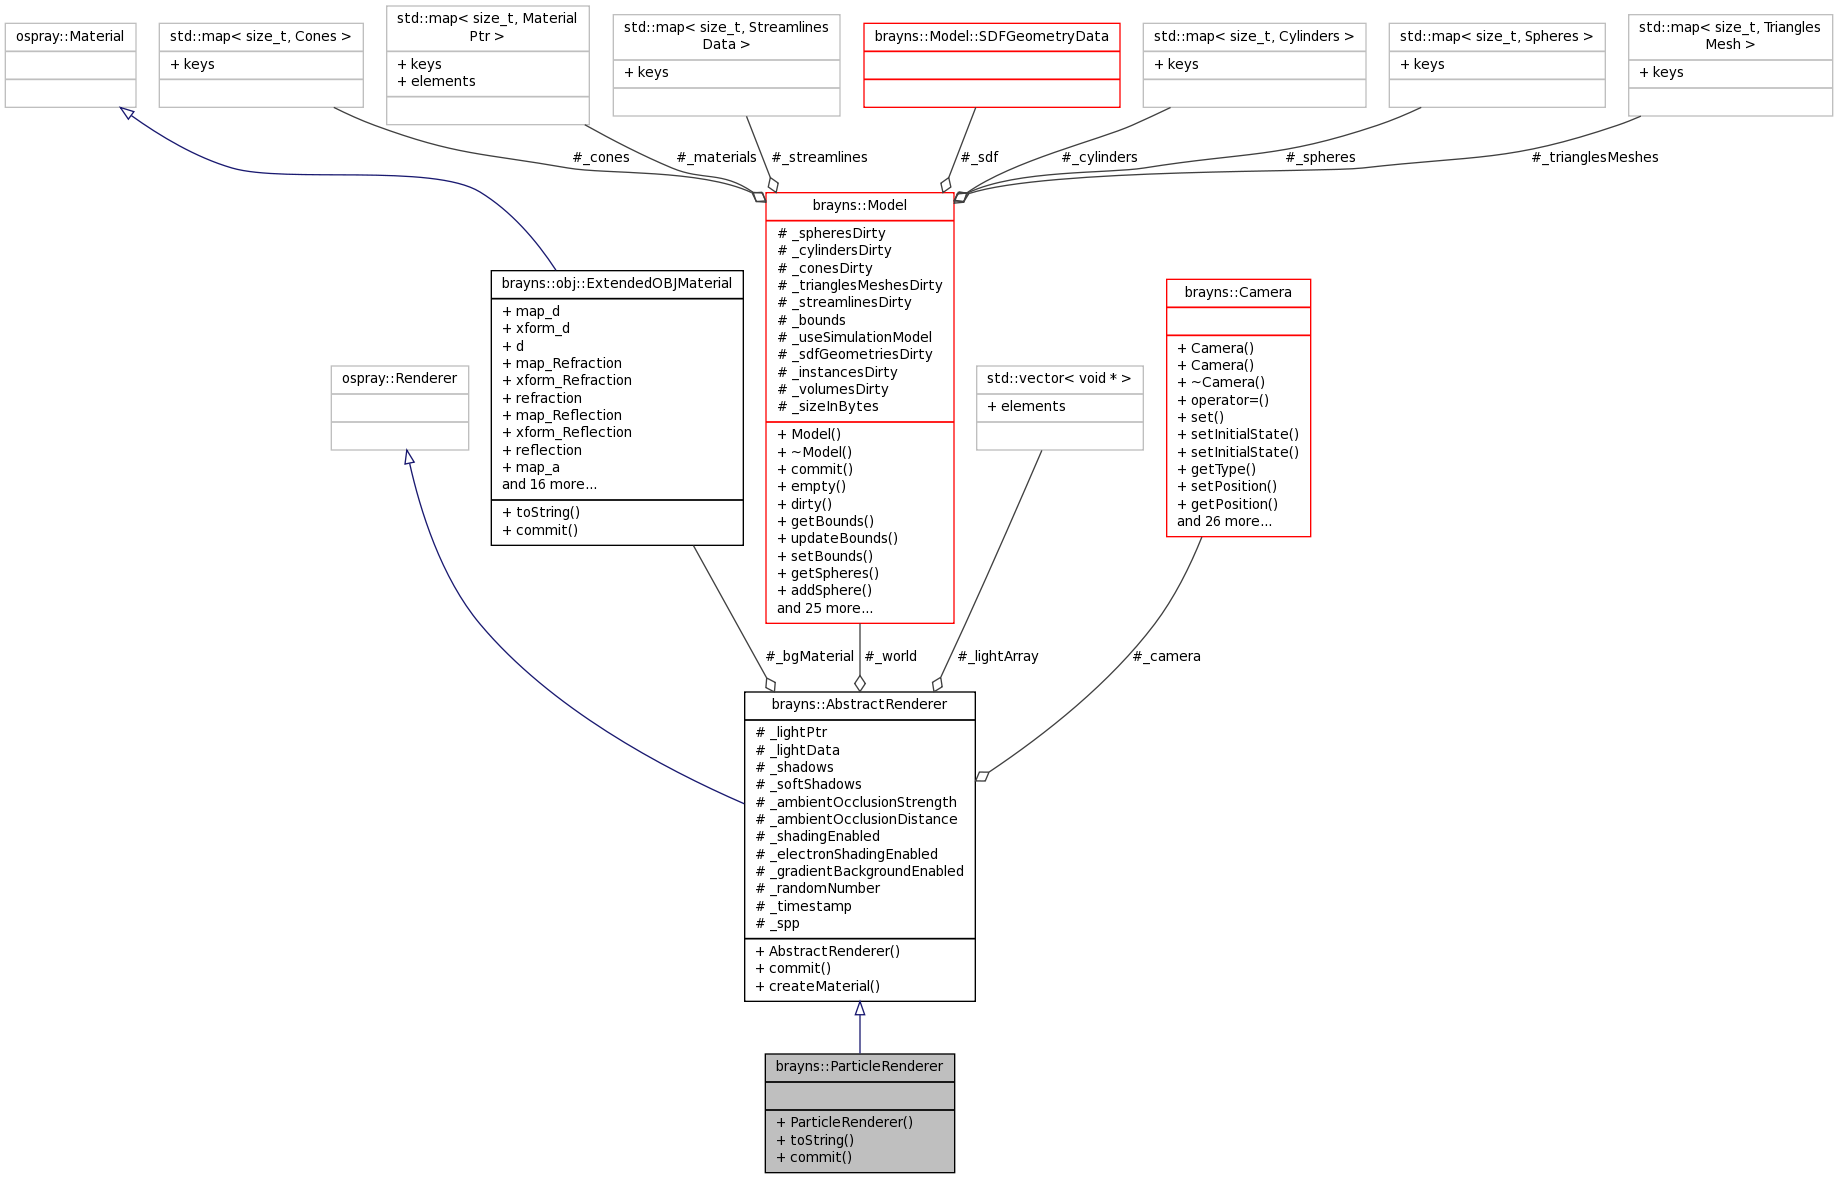 ospray::Material
std::map< size_t, Cones >
+ keys
std::map< size_t, Material
Ptr >
+ keys
+ elements
std::map< size_t, Streamlines
Data >
+ keys
brayns::Model::SDFGeometryData
std::map< size_t, Cylinders >
+ keys
std::map< size_t, Spheres >
+ keys
std::map< size_t, Triangles
Mesh >
+ keys
#_cones
#_materials
#_streamlines
#_sdf
#_cylinders
#_spheres
#_trianglesMeshes
brayns::Model
# _spheresDirty
# _cylindersDirty
# _conesDirty
# _trianglesMeshesDirty
# _streamlinesDirty
# _bounds
# _useSimulationModel
# _sdfGeometriesDirty
# _instancesDirty
# _volumesDirty
# _sizeInBytes
+ Model()
+ ~Model()
+ commit()
+ empty()
+ dirty()
+ getBounds()
+ updateBounds()
+ setBounds()
+ getSpheres()
+ addSphere()
and 25 more...
brayns::obj::ExtendedOBJMaterial
+ map_d
+ xform_d
+ d
+ map_Refraction
+ xform_Refraction
+ refraction
+ map_Reflection
+ xform_Reflection
+ reflection
+ map_a
and 16 more...
+ toString()
+ commit()
brayns::Camera
+ Camera()
+ Camera()
+ ~Camera()
+ operator=()
+ set()
+ setInitialState()
+ setInitialState()
+ getType()
+ setPosition()
+ getPosition()
and 26 more...
ospray::Renderer
std::vector< void * >
+ elements
#_bgMaterial
#_world
#_lightArray
#_camera
brayns::AbstractRenderer
# _lightPtr
# _lightData
# _shadows
# _softShadows
# _ambientOcclusionStrength
# _ambientOcclusionDistance
# _shadingEnabled
# _electronShadingEnabled
# _gradientBackgroundEnabled
# _randomNumber
# _timestamp
# _spp
+ AbstractRenderer()
+ commit()
+ createMaterial()
brayns::ParticleRenderer
+ ParticleRenderer()
+ toString()
+ commit()